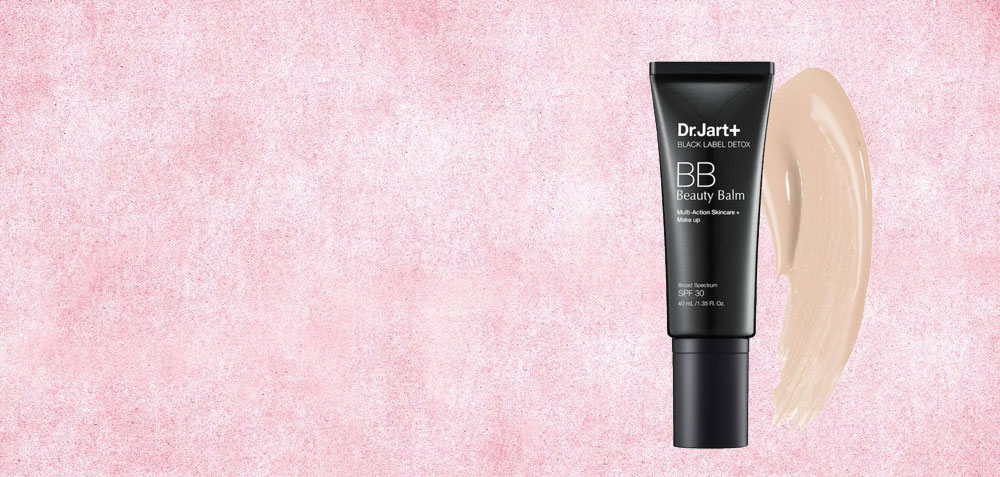 Dr.Jart+
BLACK LABEL DETOX
BB
Beauty Balm
Multi-Action Skincare +
Make up
Broad Spectrum
SPF 30
40 mL / 1.35 Fl. Oz.